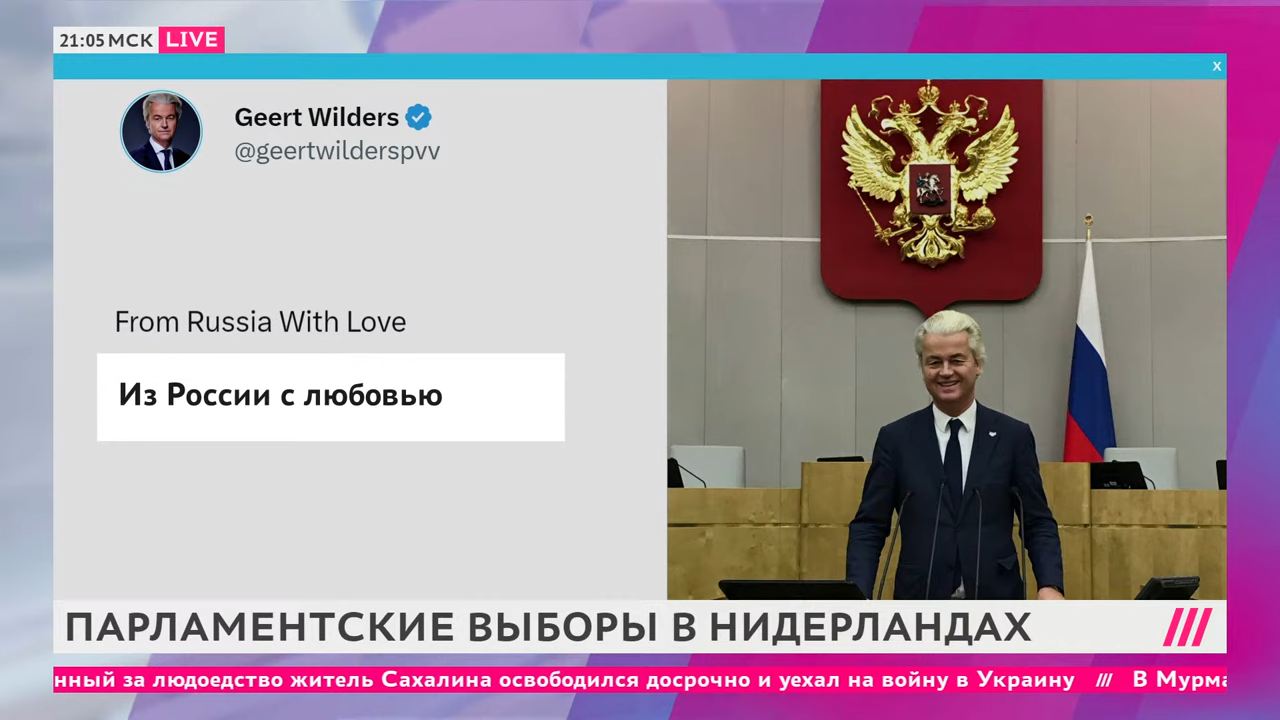 21:05 МСК LIVE
x
Geert Wilders
@geertwilderspvv
From Russia With Love
Из России с любовью
ПАРЛАМЕНТСКИЕ ВЫБОРЫ В НИДЕРЛАНДАХ
нный за людоедство житель Сахалина освободился досрочно и уехал на войну в Украину /// В Мурма